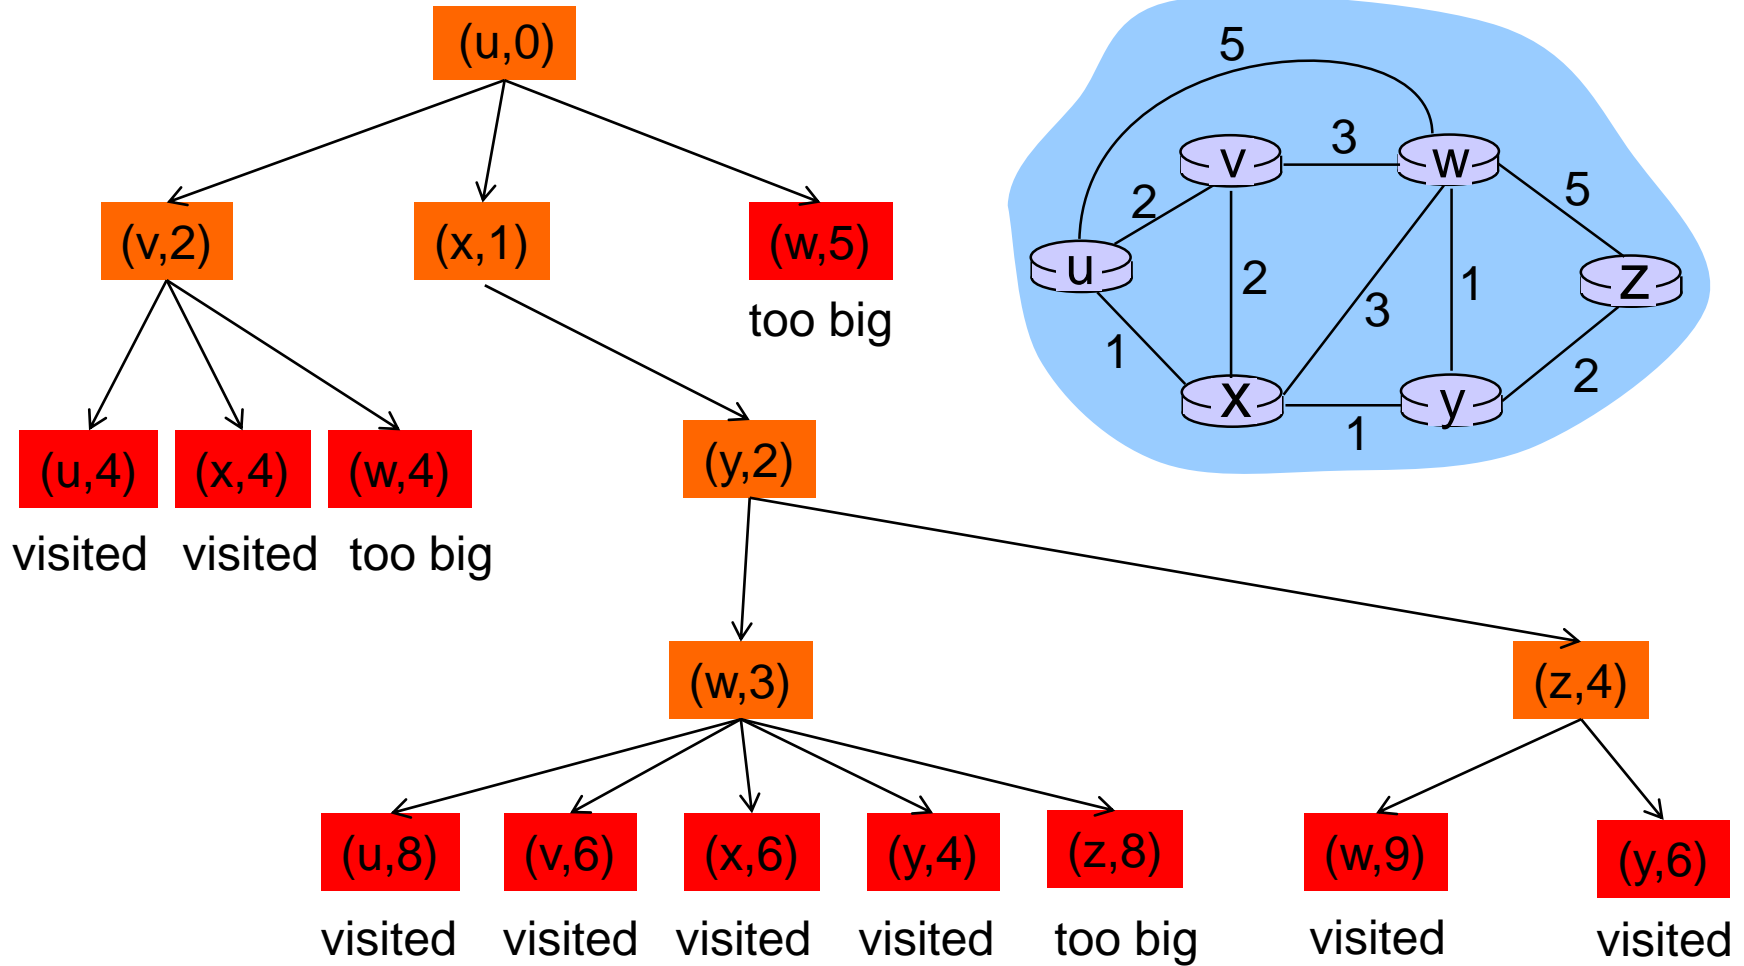 (u,0)
(v,2)
(x,1)
(w,5)
too big
(u,4)
(x,4)
(w,4)
visited
visited
too big
(y,2)
(w,3)
(z,4)
(u,8)
(v,6)
(x,6)
(y,4)
(z,8)
(w,9)
(y,6)
visited
visited
visited
visited
too big
visited
visited
5
v
3
w
2
5
u
2
3
1
z
1
x
1
y
2